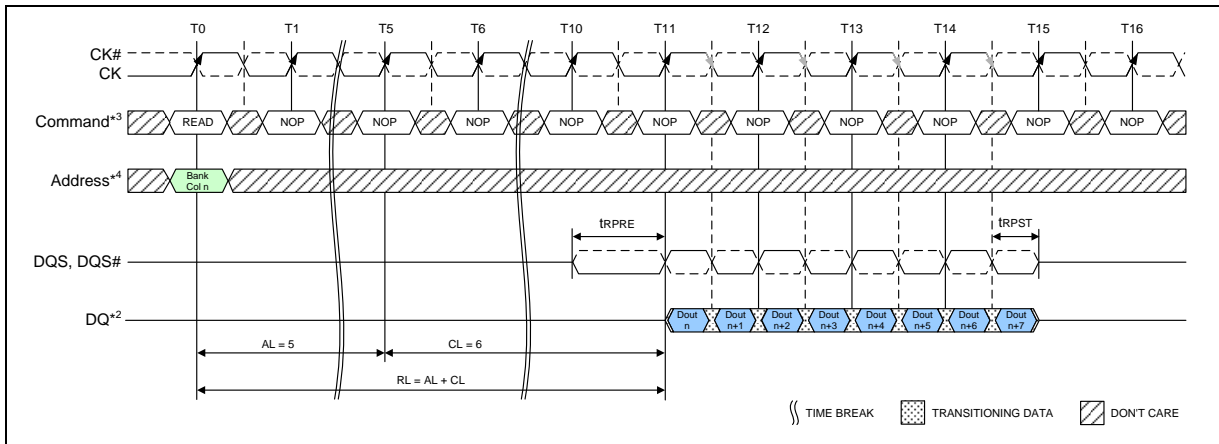 T0 T1 T5 T6 T10 T11 T12 T13 T14 T15 T16
CK#
CK
Command*3 READ NOP NOP NOP NOP NOP NOP NOP NOP NOP NOP
Address*4 Bank
Col n
tRPRE tRPST
DQS, DQS#
DQ*2 Dout n Dout n+1 Dout n+2 Dout n+3 Dout n+4 Dout n+5 Dout n+6 Dout n+7
AL = 5 CL = 6
RL = AL + CL
TIME BREAK TRANSITIONING DATA DON'T CARE